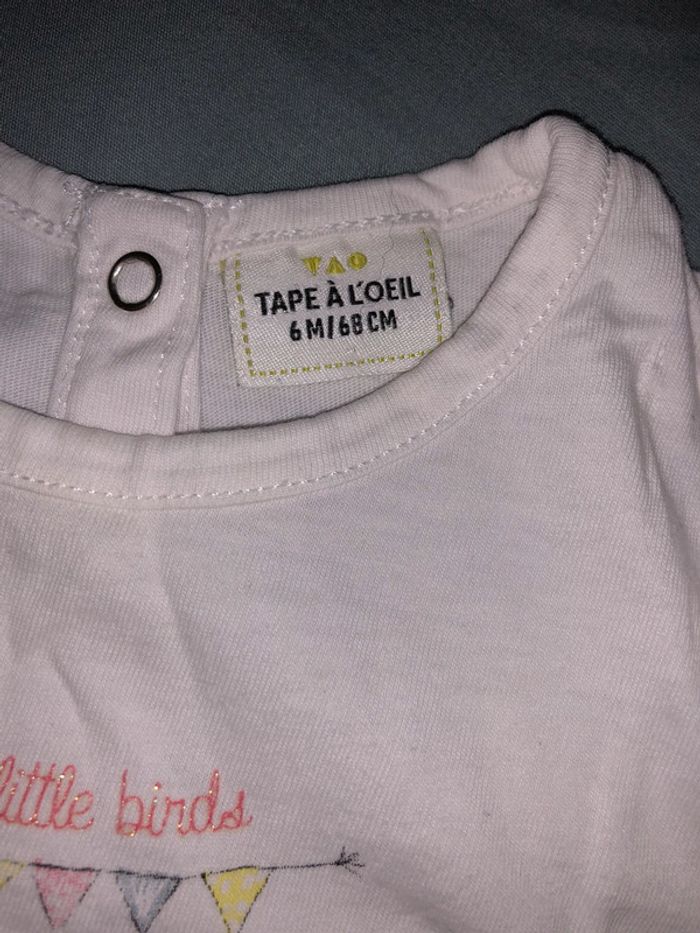 TAO
TAPE À L'OEIL
6M/68CM
little birds